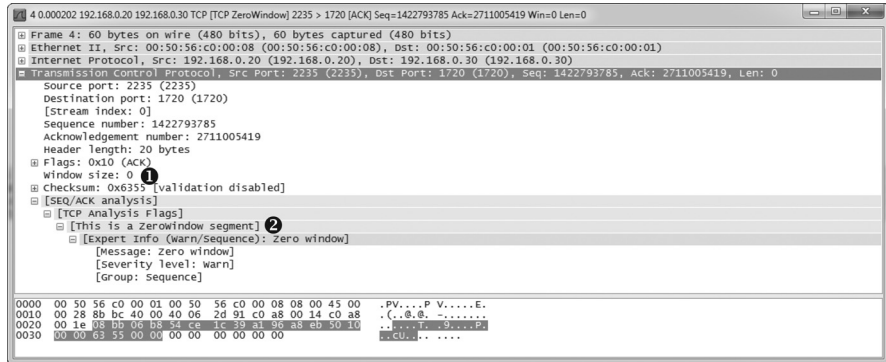 4 0.000202 192.168.0.20 192.168.0.30 TCP [TCP ZeroWindow] 2235 > 1720 [ACK] Seq=1422793785 Ack=2711005419 Win=0 Len=0
Frame 4: 60 bytes on wire (480 bits), 60 bytes captured (480 bits)
Ethernet II, Src: 00:50:56:c0:00:08 (00:50:56:c0:00:08), Dst: 00:50:56:c0:00:01 (00:50:56:c0:00:01)
Internet Protocol, Src: 192.168.0.20 (192.168.0.20), Dst: 192.168.0.30 (192.168.0.30)
Transmission Control Protocol, Src Port: 2235 (2235), Dst Port: 1720 (1720), Seq: 1422793785, Ack: 2711005419, Len: 0
Source port: 2235 (2235)
Destination port: 1720 (1720)
[Stream index: 0]
Sequence number: 1422793785
Acknowledgement number: 2711005419
Header length: 20 bytes
Flags: 0x10 (ACK)
Window size: 0 ❶
Checksum: 0x6355 [validation disabled]
[SEQ/ACK analysis]
[TCP Analysis Flags]
[This is a ZeroWindow segment] ❷
[Expert Info (Warn/Sequence): Zero window]
[Message: Zero window]
[Severity level: Warn]
[Group: Sequence]
0000 00 50 56 c0 00 01 00 50 56 c0 00 08 08 00 45 00 .PV....P V.....E.
0010 00 28 8b bc 40 00 40 06 2d 91 c0 a8 00 14 c0 a8 .(..@.@. -.......
0020 00 1e 08 bb 06 b8 54 ce 1c 39 a1 96 a8 eb 50 10 ......T. .9....P.
0030 00 00 63 55 00 00 00 00 00 00 00 00 ..cU.... ....